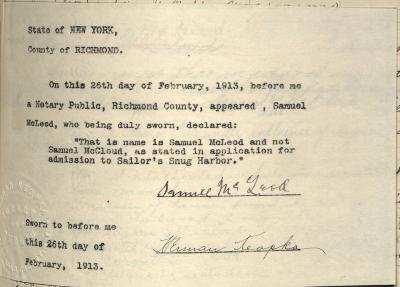 State of NEW YORK,
County of RICHMOND.
On this 26th day of February, 1913, before me
a Notary Public, Richmond County, appeared , Samuel
McLeod, who being duly sworn, declared:
"That is name is Samuel McLeod and not
Samuel McCloud, as stated in application for
admission to Sailor's Snug Harbor."
Samuel McLeod
Sworn to before me
this 26th day of
February, 1913.